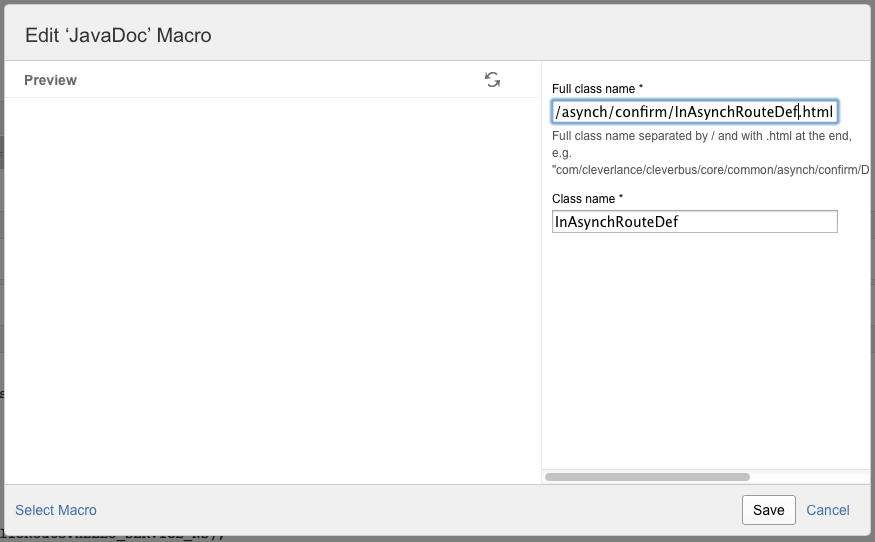 Edit ‘JavaDoc’ Macro
Preview
Full class name *
/asynch/confirm/InAsynchRouteDef.html
Full class name separated by / and with .html at the end,
e.g.
"com/cleverlance/cleverbus/core/common/asynch/confirm/D
Class name *
InAsynchRouteDef
Select Macro
Save
Cancel